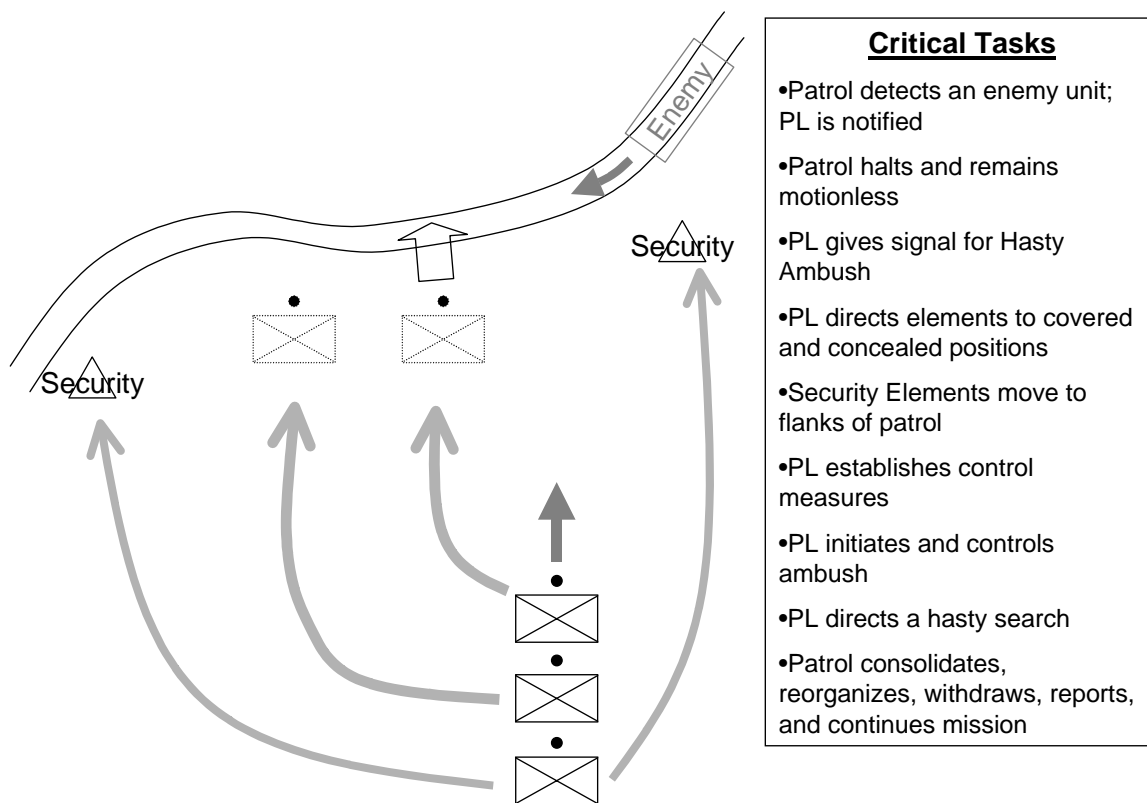 Enemy
Security
Security
Critical Tasks
•Patrol detects an enemy unit;
PL is notified
•Patrol halts and remains
motionless
•PL gives signal for Hasty
Ambush
•PL directs elements to covered
and concealed positions
•Security Elements move to
flanks of patrol
•PL establishes control
measures
•PL initiates and controls
ambush
•PL directs a hasty search
•Patrol consolidates,
reorganizes, withdraws, reports,
and continues mission